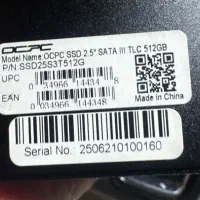 OCPC
Model Name:OCPC SSD 2.5" SATA III TLC 512GB
P/N:SSD25S3T512G
UPC
0 34966 14434 8
EAN
0 034966 144348
Made In China
Serial No.: 2506210100160